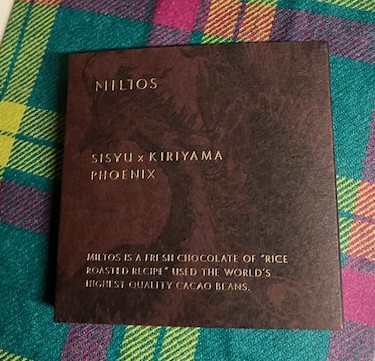 MILTOS
SISYU x KIRIYAMA
PHOENIX
MILTOS IS A FRESH CHOCOLATE OF "RICE
ROASTED RECIPE" USED THE WORLD'S
HIGHEST QUALITY CACAO BEANS.